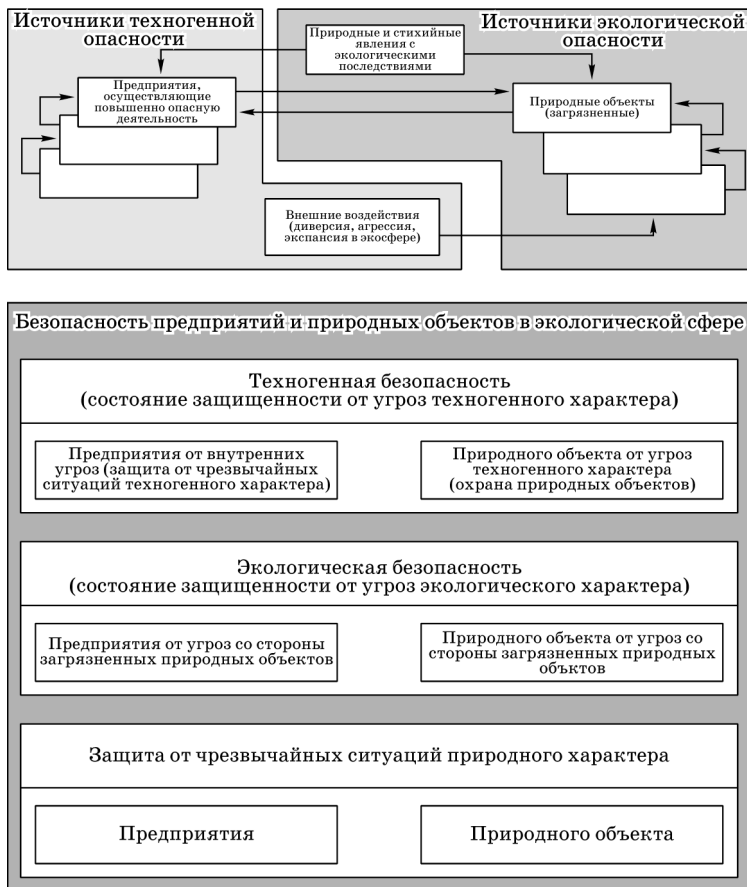 Источники техногенной
опасности
Природные и стихийные
явления с
экологическими
последствиями
Источники экологической
опасности
Предприятия,
осуществляющие
повышенно опасную
деятельность
Природные объекты
(загрязненные)
Внешние воздействия
(диверсия, агрессия,
экспансия в экосфере)
Безопасность предприятий и природных объектов в экологической сфере
Техногенная безопасность
(состояние защищенности от угроз техногенного характера)
Предприятия от внутренних
угроз (защита от чрезвычайных
ситуаций техногенного характера)
Природного объекта от угроз
техногенного характера
(охрана природных объектов)
Экологическая безопасность
(состояние защищенности от угроз экологического характера)
Предприятия от угроз со стороны
загрязненных природных объектов
Природного объекта от угроз со
стороны загрязненных природных
объктов
Защита от чрезвычайных ситуаций природного характера
Предприятия
Природного объекта